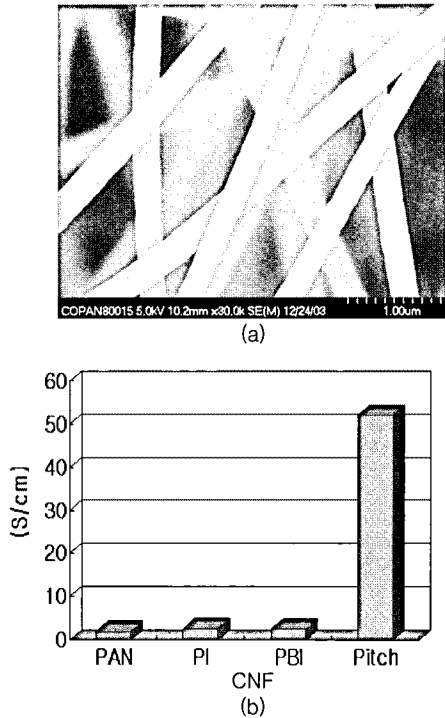 COPAN80015 5.0kV 10.2mm x30.0k SE(M) 12/24/03 1.00um
(a)
60
50
40
30
20
10
0
(S/cm)
PAN PI PBI Pitch
CNF
(b)